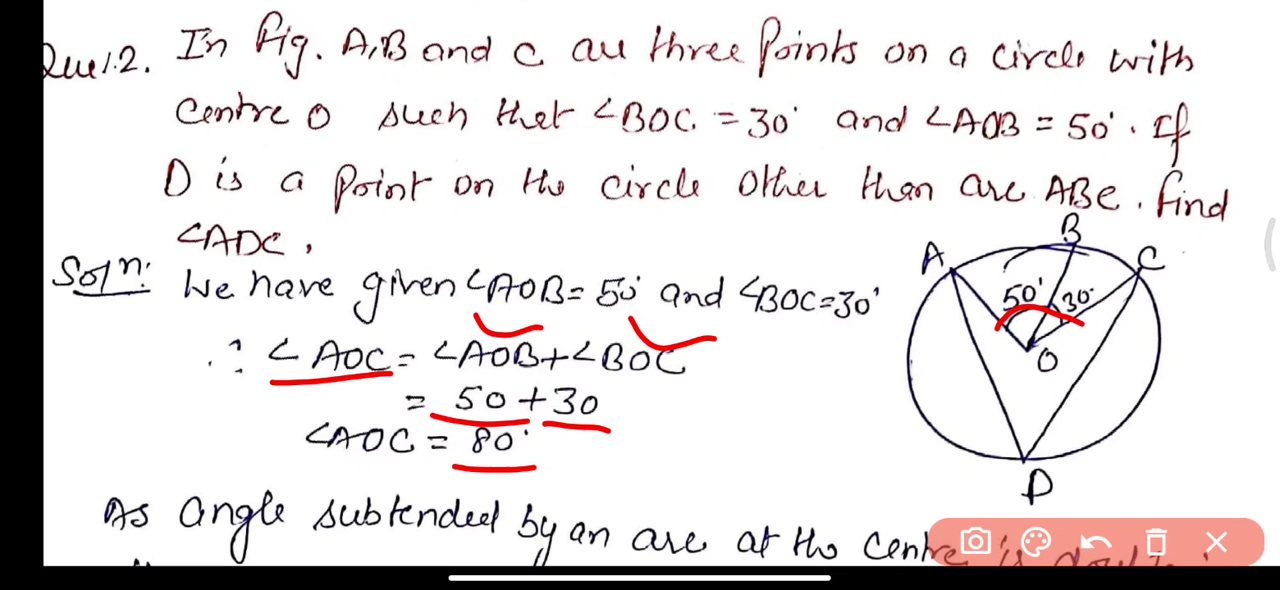 Que 1.2. In Fig. A,B and C are three Points on a circle with
Centre O such that ∠BOC. = 30° and ∠AOB = 50°. If
D is a Point on the circle other than arc ABC. find
∠ADC,
Soln: We have given ∠AOB = 50° and ∠BOC = 30°
∴ ∠AOC = ∠AOB + ∠BOC
= 50 + 30
∠AOC = 80°
As angle subtended by an arc at the centre is
A
B
C
50°
30°
O
D